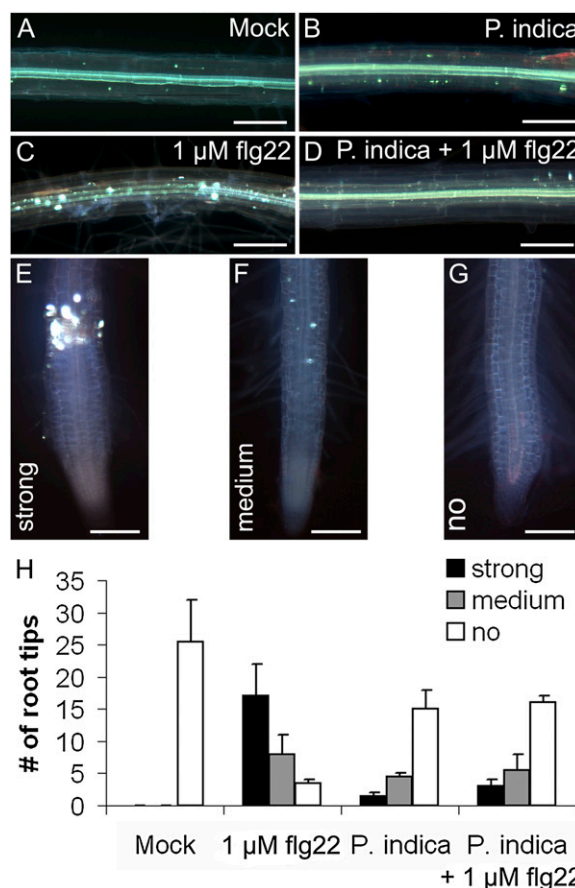 A
Mock
B
P. indica
C
1 µM flg22
D
P. indica + 1 µM flg22
E
strong
F
medium
G
no
H
# of root tips
35
30
25
20
15
10
5
0
strong
medium
no
Mock
1 µM flg22
P. indica
P. indica
+ 1 µM flg22